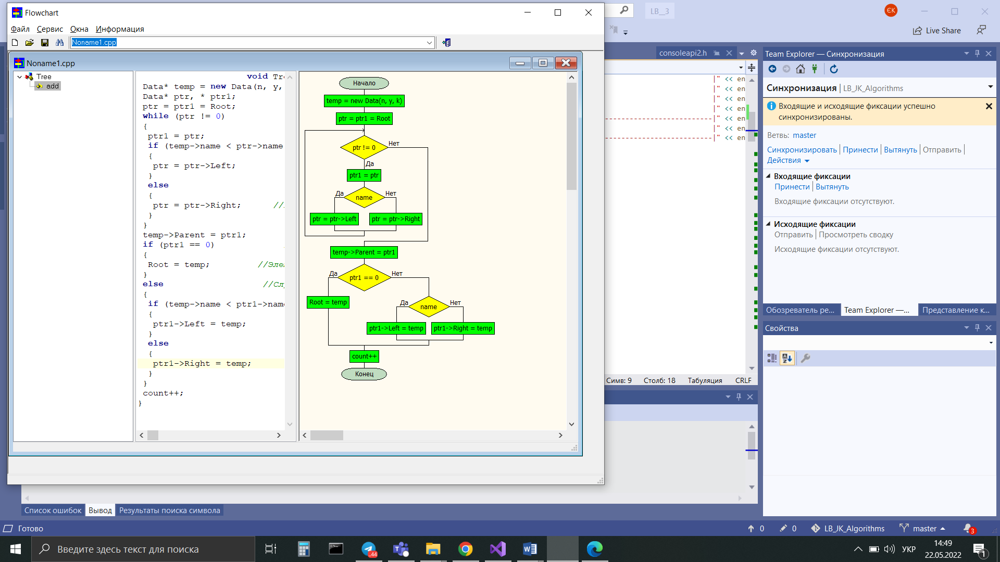 Flowchart
Файл Сервис Окна Информация
Noname1.cpp
Noname1.cpp
Tree
add
void Tre
Data* temp = new Data(n, y,
Data* ptr, * ptr1;
ptr = ptr1 = Root;
while (ptr != 0)
{
ptr1 = ptr;
if (temp->name < ptr->name
{
ptr = ptr->Left;
}
else
{
ptr = ptr->Right; //
}
}
temp->Parent = ptr1;
if (ptr1 == 0)
{
Root = temp; //Эле
}
else //Сл
{
if (temp->name < ptr1->name
{
ptr1->Left = temp;
}
else
{
ptr1->Right = temp;
}
}
count++;
}
Начало
temp = new Data(n, y, k)
ptr = ptr1 = Root
ptr != 0
Нет
Да
ptr1 = ptr
Да
name
Нет
ptr = ptr->Left
ptr = ptr->Right
temp->Parent = ptr1
Да
ptr1 == 0
Нет
Root = temp
Да
name
Нет
ptr1->Left = temp
ptr1->Right = temp
count++
Конец
LB__3
ЄК
Live Share
consoleapi2.h
|" << en
|" << en
|" << en
|" << en
-----------------------|" << en
|" << en
-----------------------|" << en
Симв: 9 Столб: 18 Табуляция CRLF
Team Explorer — Синхронизация
Синхронизация | LB_JK_Algorithms
Входящие и исходящие фиксации успешно
синхронизированы.
Ветвь: master
Синхронизировать | Принести | Вытянуть | Отправить |
Действия
Входящие фиксации
Принести | Вытянуть
Входящие фиксации отсутствуют.
Исходящие фиксации
Отправить | Просмотреть сводку
Исходящие фиксации отсутствуют.
Обозреватель ре... Team Explorer —... Представление к...
Свойства
Список ошибок Вывод Результаты поиска символа
Готово
0 0 LB_JK_Algorithms master 3
Введите здесь текст для поиска
..44
УКР
14:49
22.05.2022
1